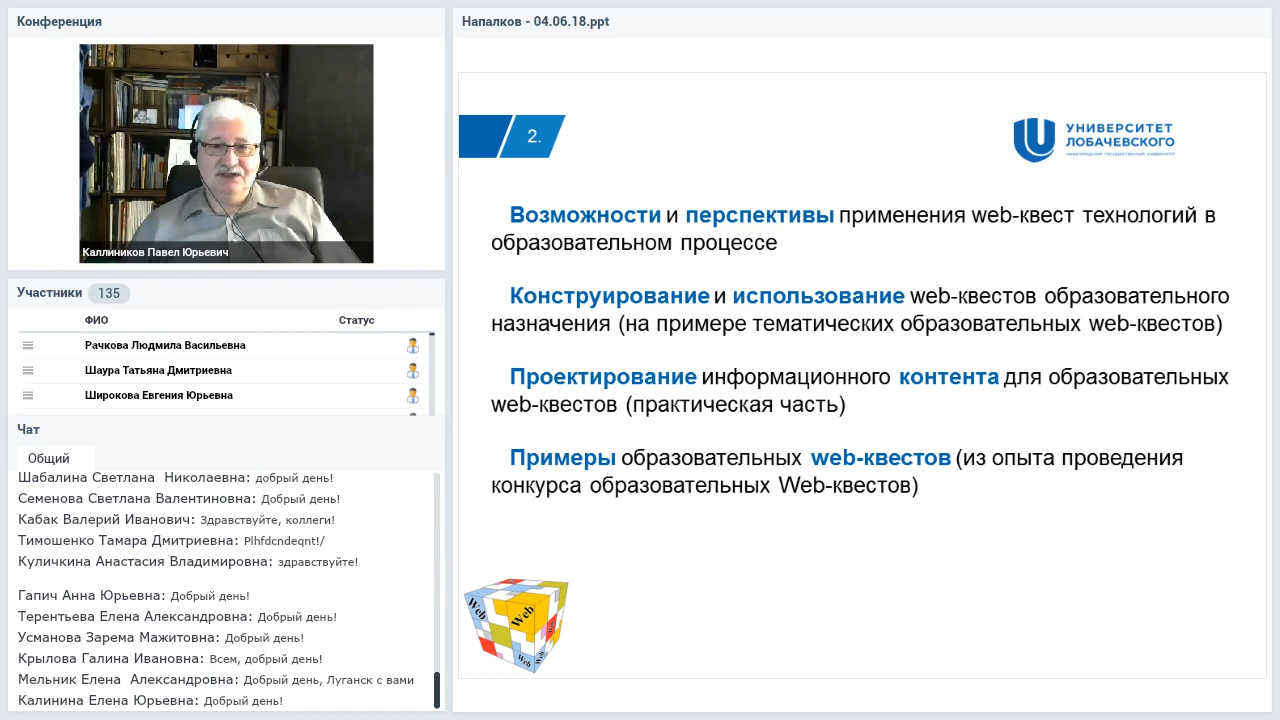 Конференция
Каллиников Павел Юрьевич
Участники 135
ФИО Статус
Рачкова Людмила Васильевна
Шаура Татьяна Дмитриевна
Широкова Евгения Юрьевна
Чат
Общий
Шабалина Светлана  Николаевна: добрый день!
Семенова Светлана Валентиновна: Добрый день!
Кабак Валерий Иванович: Здравствуйте, коллеги!
Тимошенко Тамара Дмитриевна: Plhfdcndeqnt!/
Куличкина Анастасия Владимировна: здравствуйте!
Гапич Анна Юрьевна: Добрый день!
Терентьева Елена Александровна: Добрый день!
Усманова Зарема Мажитовна: Добрый день!
Крылова Галина Ивановна: Всем, добрый день!
Мельник Елена  Александровна: Добрый день, Луганск с вами
Калинина Елена Юрьевна: Добрый день!
Напалков - 04.06.18.ppt
2.
УНИВЕРСИТЕТ
ЛОБАЧЕВСКОГО
Возможности и перспективы применения web-квест технологий в
образовательном процессе
Конструирование и использование web-квестов образовательного
назначения (на примере тематических образовательных web-квестов)
Проектирование информационного контента для образовательных
web-квестов (практическая часть)
Примеры образовательных web-квестов (из опыта проведения
конкурса образовательных Web-квестов)
Web
Web
Web
Web
Web